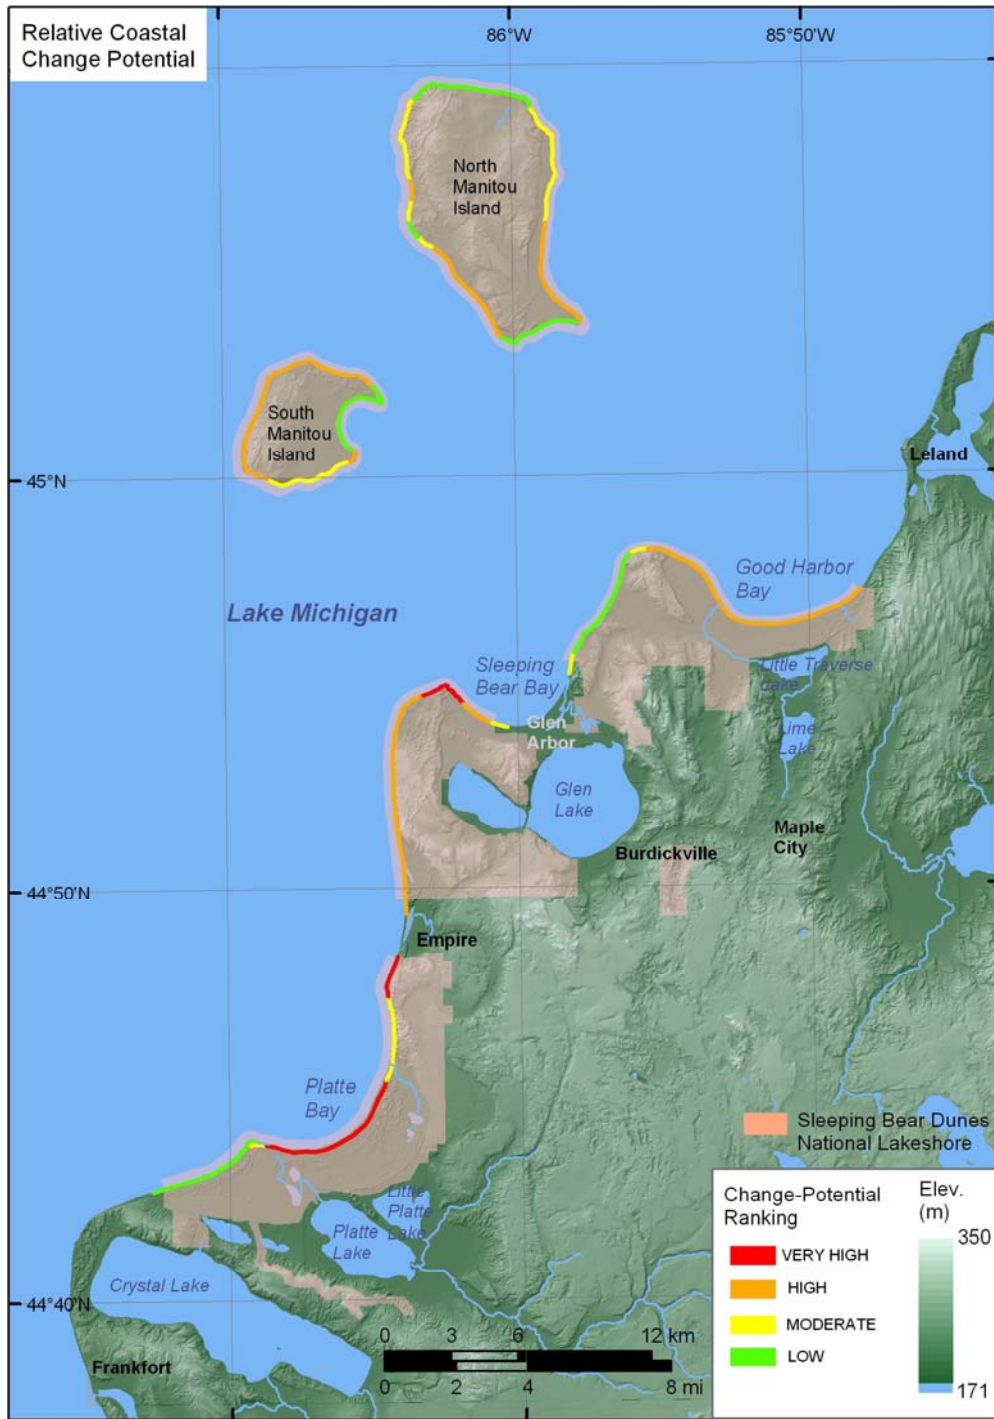 Relative Coastal
Change Potential
86°W
85°50'W
North
Manitou
Island
South
Manitou
Island
Leland
45°N
Good Harbor
Bay
Lake Michigan
Sleeping
Bear Bay
Little Traverse
Lake
Glen
Arbor
Lime
Lake
Glen
Lake
Maple
City
Burdickville
44°50'N
Empire
Platte
Bay
Sleeping Bear Dunes
National Lakeshore
Little
Platte
Lake
Platte
Lake
Crystal Lake
44°40'N
Frankfort
0 3 6 12 km
0 2 4 8 mi
Change-Potential
Ranking
VERY HIGH
HIGH
MODERATE
LOW
Elev.
(m)
350
171